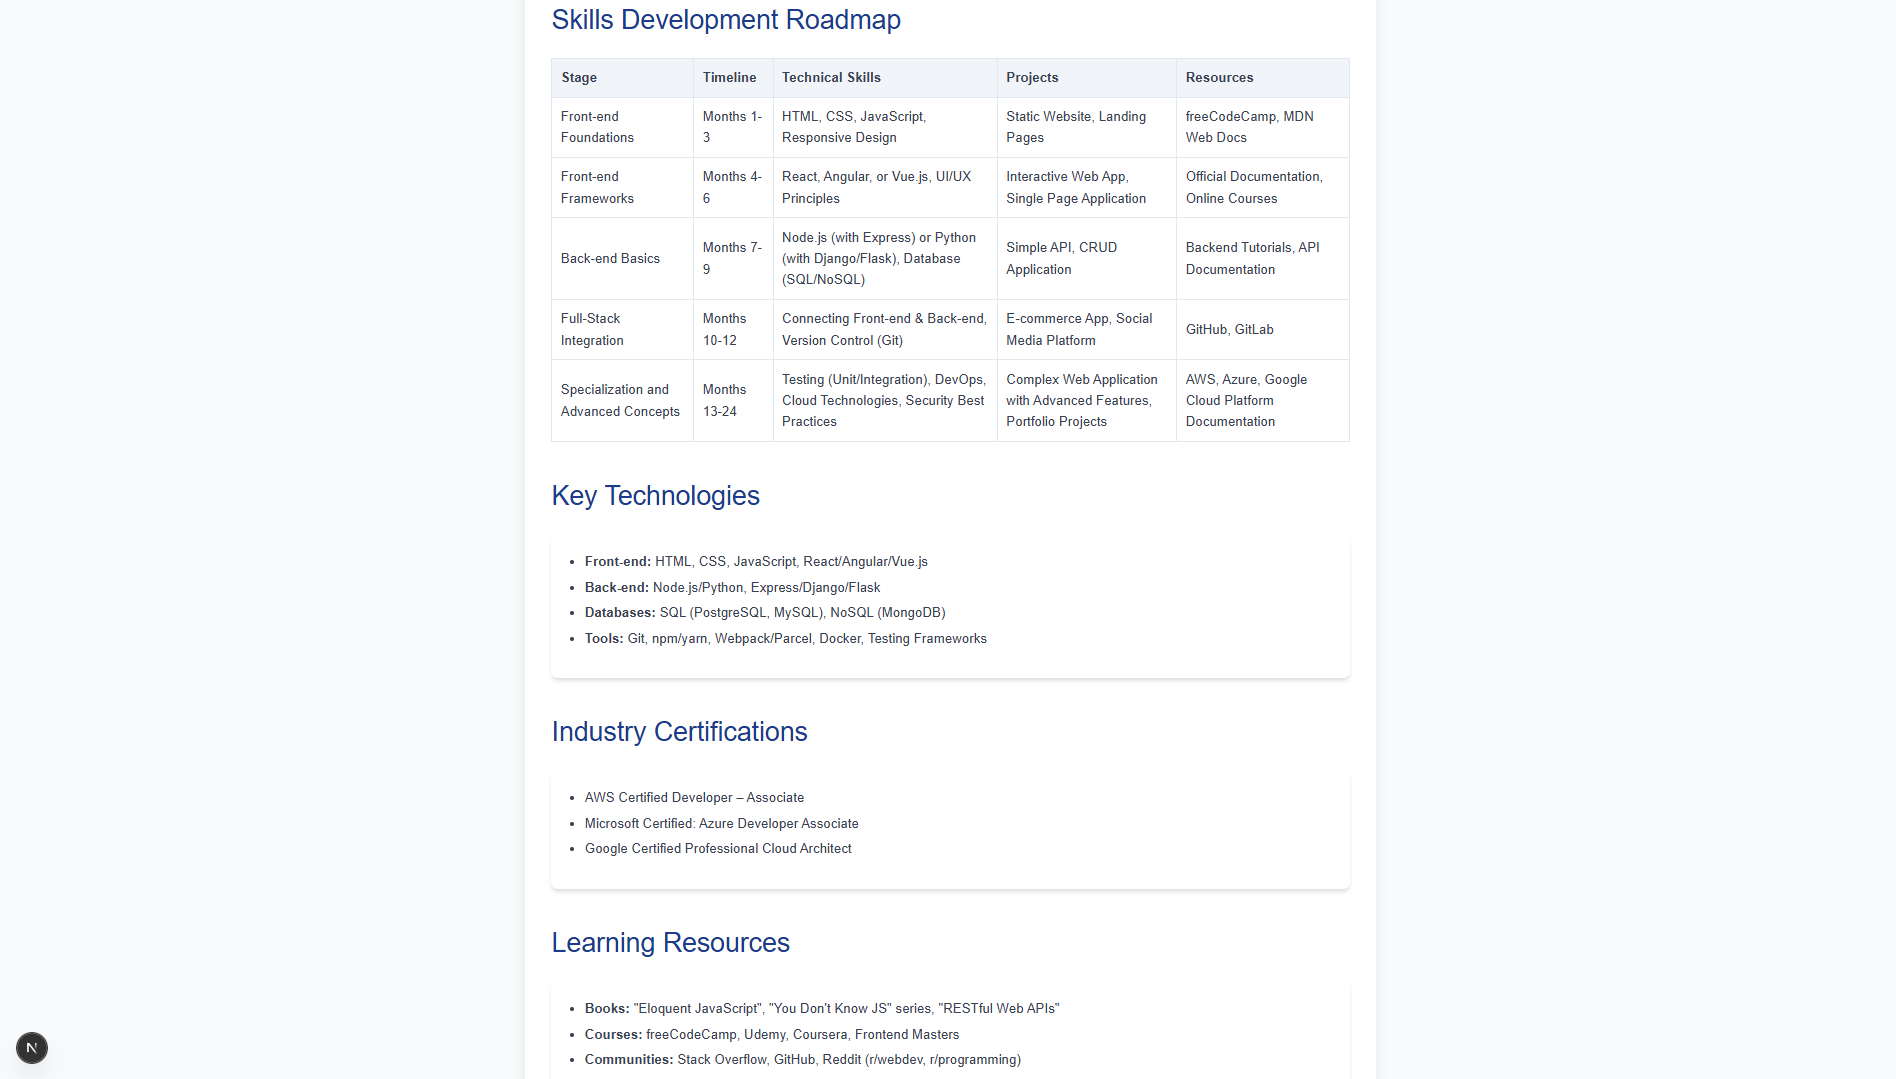 Skills Development Roadmap
Stage Timeline Technical Skills Projects Resources
Front-end
Foundations
Months 1-
3
HTML, CSS, JavaScript,
Responsive Design
Static Website, Landing
Pages
freeCodeCamp, MDN
Web Docs
Front-end
Frameworks
Months 4-
6
React, Angular, or Vue.js, UI/UX
Principles
Interactive Web App,
Single Page Application
Official Documentation,
Online Courses
Back-end Basics
Months 7-
9
Node.js (with Express) or Python
(with Django/Flask), Database
(SQL/NoSQL)
Simple API, CRUD
Application
Backend Tutorials, API
Documentation
Full-Stack
Integration
Months
10-12
Connecting Front-end & Back-end,
Version Control (Git)
E-commerce App, Social
Media Platform
GitHub, GitLab
Specialization and
Advanced Concepts
Months
13-24
Testing (Unit/Integration), DevOps,
Cloud Technologies, Security Best
Practices
Complex Web Application
with Advanced Features,
Portfolio Projects
AWS, Azure, Google
Cloud Platform
Documentation
Key Technologies
• Front-end: HTML, CSS, JavaScript, React/Angular/Vue.js
• Back-end: Node.js/Python, Express/Django/Flask
• Databases: SQL (PostgreSQL, MySQL), NoSQL (MongoDB)
• Tools: Git, npm/yarn, Webpack/Parcel, Docker, Testing Frameworks
Industry Certifications
• AWS Certified Developer – Associate
• Microsoft Certified: Azure Developer Associate
• Google Certified Professional Cloud Architect
Learning Resources
• Books: "Eloquent JavaScript", "You Don't Know JS" series, "RESTful Web APIs"
• Courses: freeCodeCamp, Udemy, Coursera, Frontend Masters
• Communities: Stack Overflow, GitHub, Reddit (r/webdev, r/programming)
N